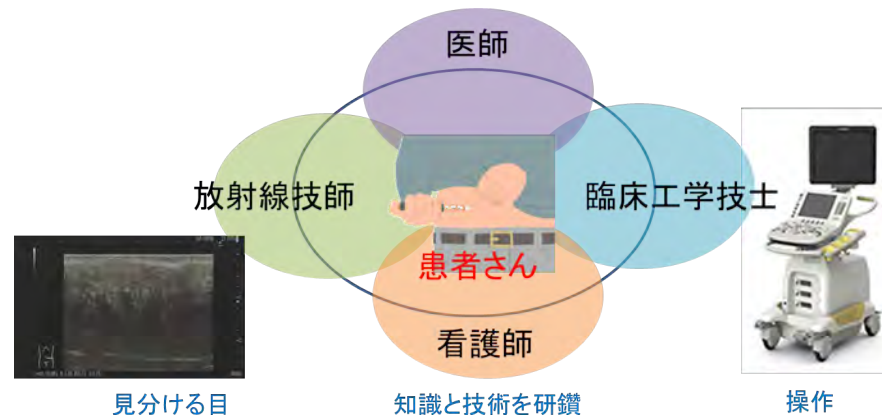 医師
放射線技師
臨床工学技士
患者さん
看護師
見分ける目
知識と技術を研鑽
操作